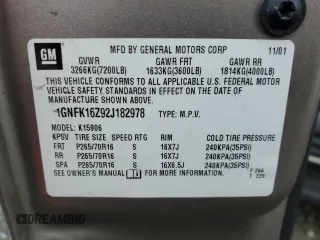 GM
MFD BY GENERAL MOTORS CORP 11/01
GVWR GAWR FRT GAWR RR
3266KG(7200LB) 1633KG(3600LB) 1814KG(4000LB)
THIS VEHICLE CONFORMS TO ALL APPLICABLE U.S. FEDERAL
MOTOR VEHICLE SAFETY STANDARDS IN EFFECT ON
THE DATE OF MANUFACTURE SHOWN ABOVE.
1GNFK16Z92J182978 TYPE: M.P.V.
MODEL: K15906
KPSV TIRE SIZE SPEED RTG RIM COLD TIRE PRESSURE
FRT P265/70R16 S 16X7J 240KPA(35PSI)
RR P265/70R16 S 16X7J 240KPA(35PSI)
SPA P265/70R16 S 16X6.5J 240KPA(35PSI)
SEE OWNER'S MANUAL FOR ADDITIONAL INFORMATION